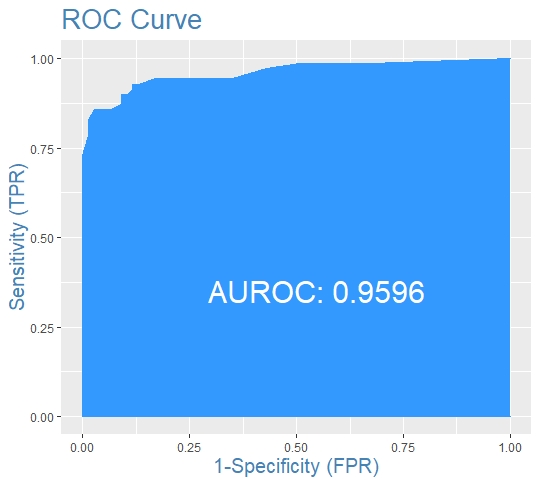 ROC Curve
1.00
0.75
0.50
0.25
0.00
Sensitivity (TPR)
AUROC: 0.9596
0.00 0.25 0.50 0.75 1.00
1-Specificity (FPR)